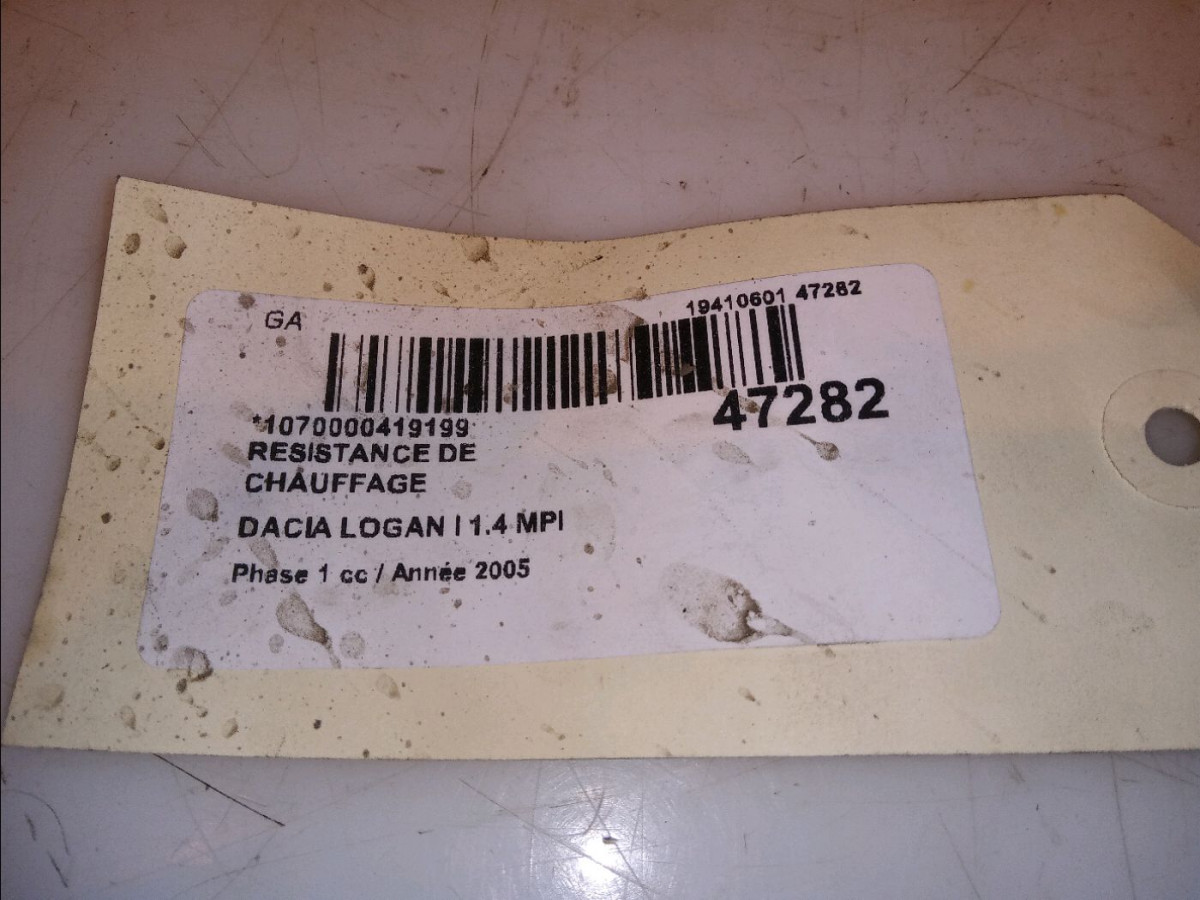 GA
19410601 47282
47282
*1070000419199
RESISTANCE DE
CHAUFFAGE
DACIA LOGAN I 1.4 MPI
Phase 1 cc / Année 2005